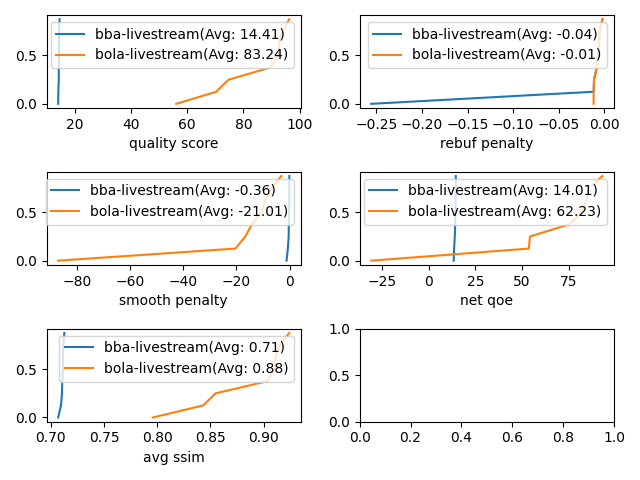 bba-livestream(Avg: 14.41)
bola-livestream(Avg: 83.24)
0.5
0.0
20 40 60 80 100
quality score
bba-livestream(Avg: -0.04)
bola-livestream(Avg: -0.01)
0.5
0.0
−0.25 −0.20 −0.15 −0.10 −0.05 0.00
rebuf penalty
bba-livestream(Avg: -0.36)
bola-livestream(Avg: -21.01)
0.5
0.0
−80 −60 −40 −20 0
smooth penalty
bba-livestream(Avg: 14.01)
bola-livestream(Avg: 62.23)
0.5
0.0
−25 0 25 50 75
net qoe
bba-livestream(Avg: 0.71)
bola-livestream(Avg: 0.88)
0.5
0.0
0.70 0.75 0.80 0.85 0.90
avg ssim
1.0
0.5
0.0
0.0 0.2 0.4 0.6 0.8 1.0